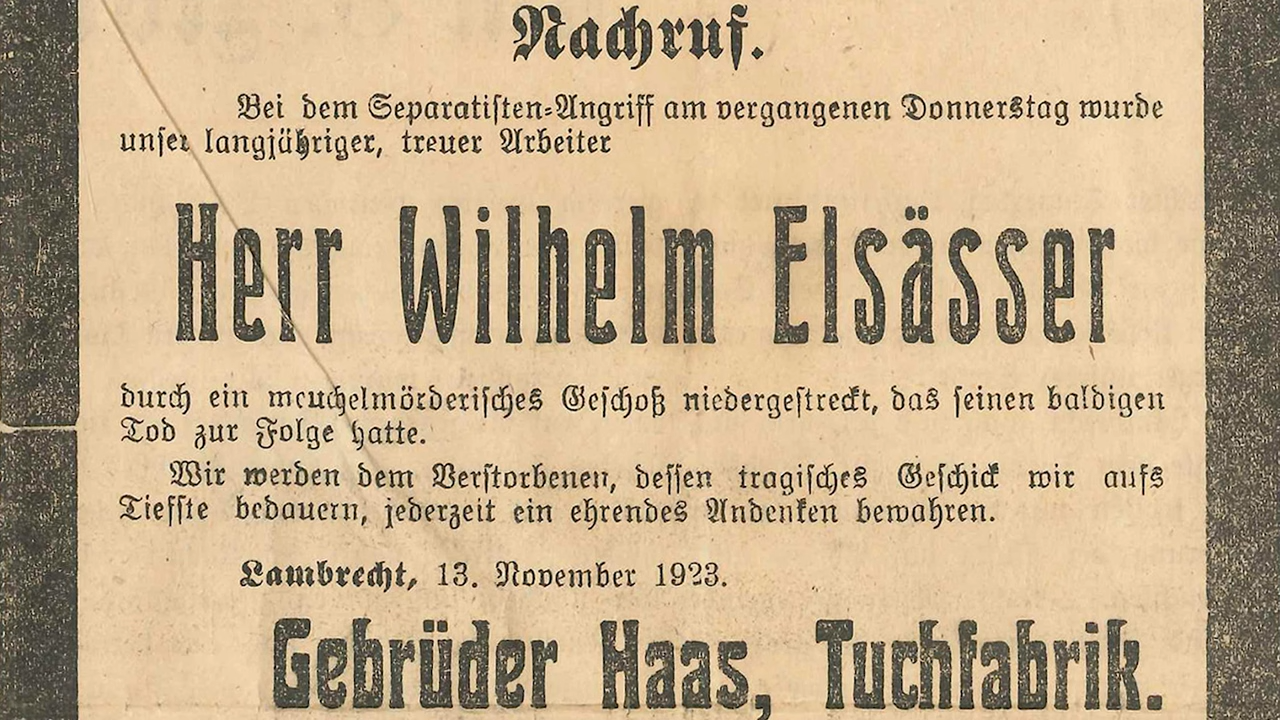 Nachruf.
Bei dem Separatisten-Angriff am vergangenen Donnerstag wurde
unser langjähriger, treuer Arbeiter
Herr Wilhelm Elsässer
durch ein meuchelmörderisches Geschoß niedergestreckt, das seinen baldigen
Tod zur Folge hatte.
Wir werden dem Verstorbenen, dessen tragisches Geschick wir aufs
Tiefste bedauern, jederzeit ein ehrendes Andenken bewahren.
Lambrecht, 13. November 1923.
Gebrüder Haas, Tuchfabrik.